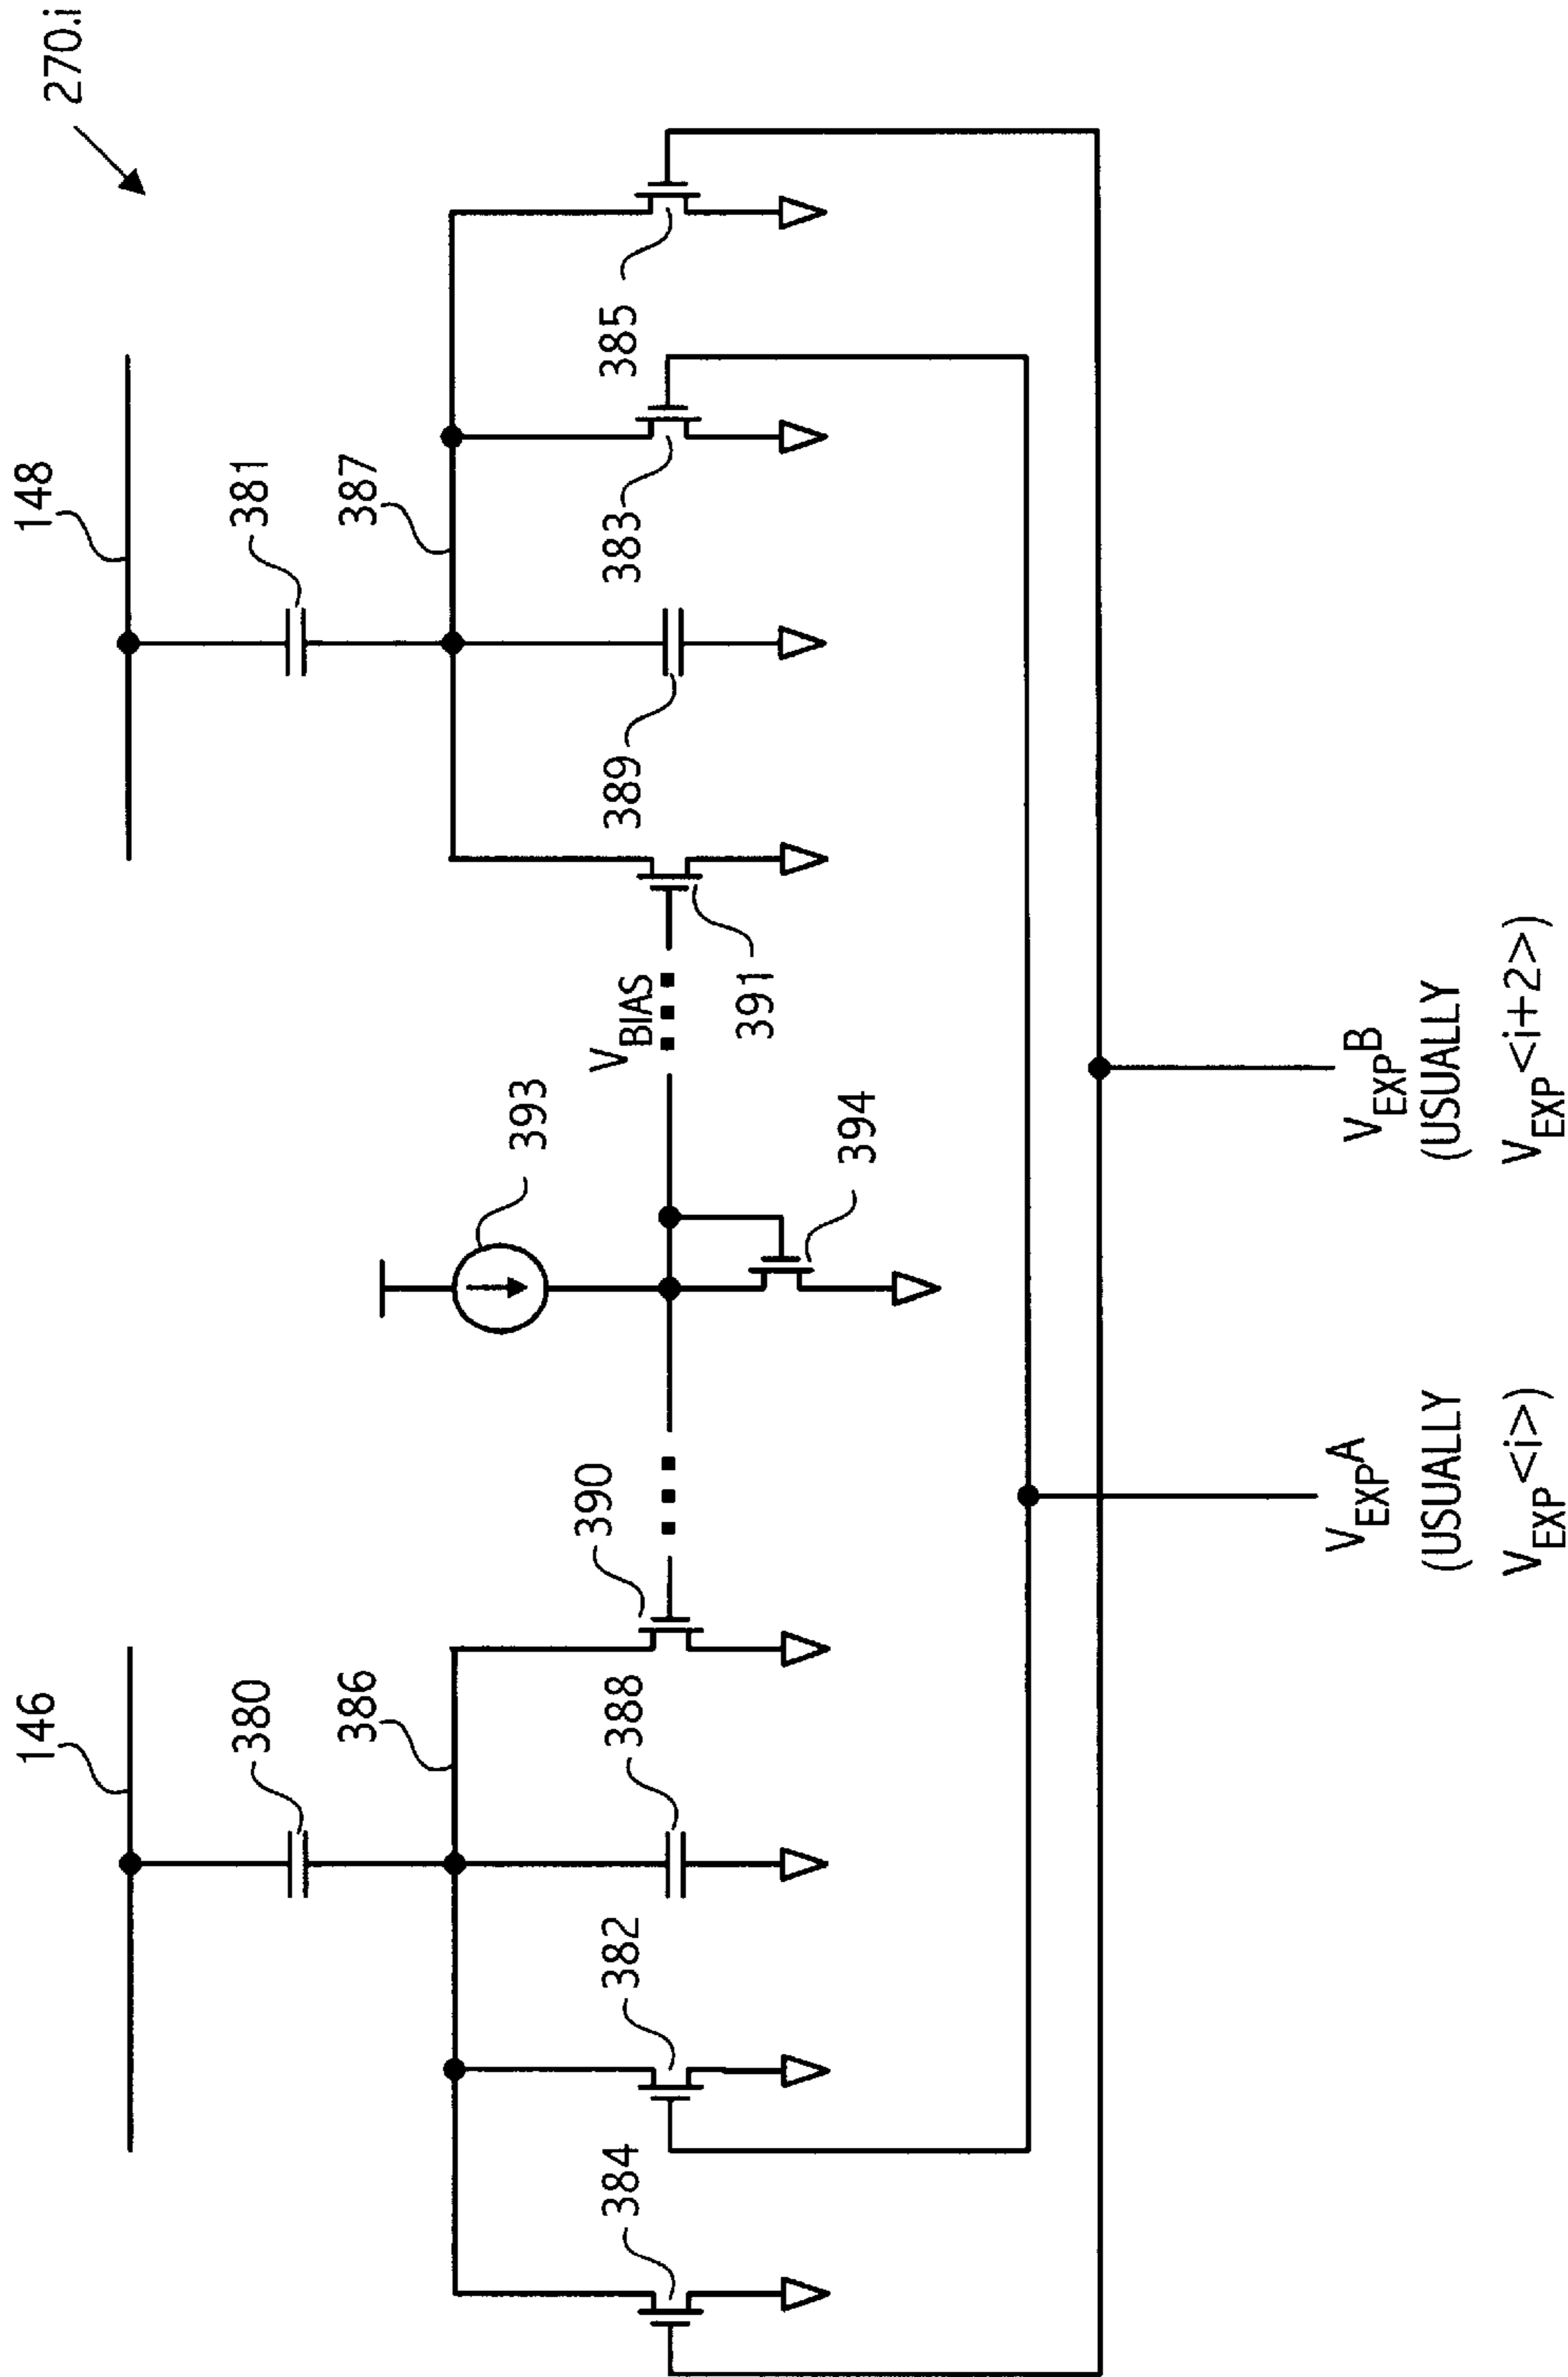 270.i
146
148
380
381
386
387
393
390
388
382
384
V_BIAS
394
391
389
383
385
V_EXP A
(USUALLY
V_EXP<i>)
V_EXP B
(USUALLY
V_EXP<i+2>)